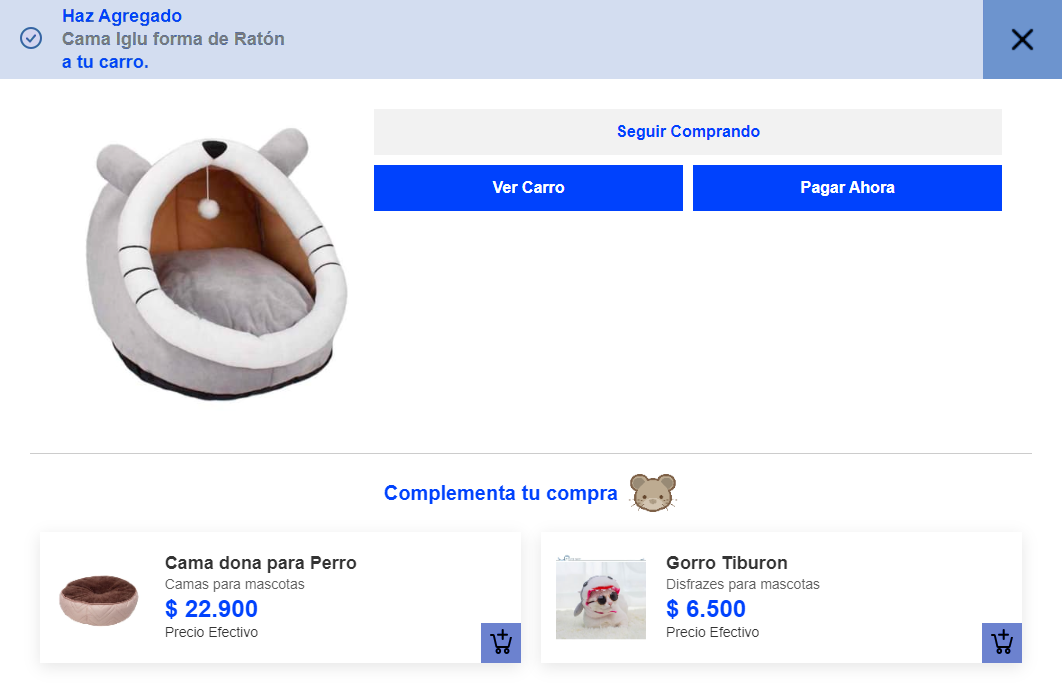 Haz Agregado
Cama Iglu forma de Ratón
a tu carro.
Seguir Comprando
Ver Carro
Pagar Ahora
Complementa tu compra
Cama dona para Perro
Camas para mascotas
$ 22.900
Precio Efectivo
Gorro Tiburon
Disfrazes para mascotas
$ 6.500
Precio Efectivo